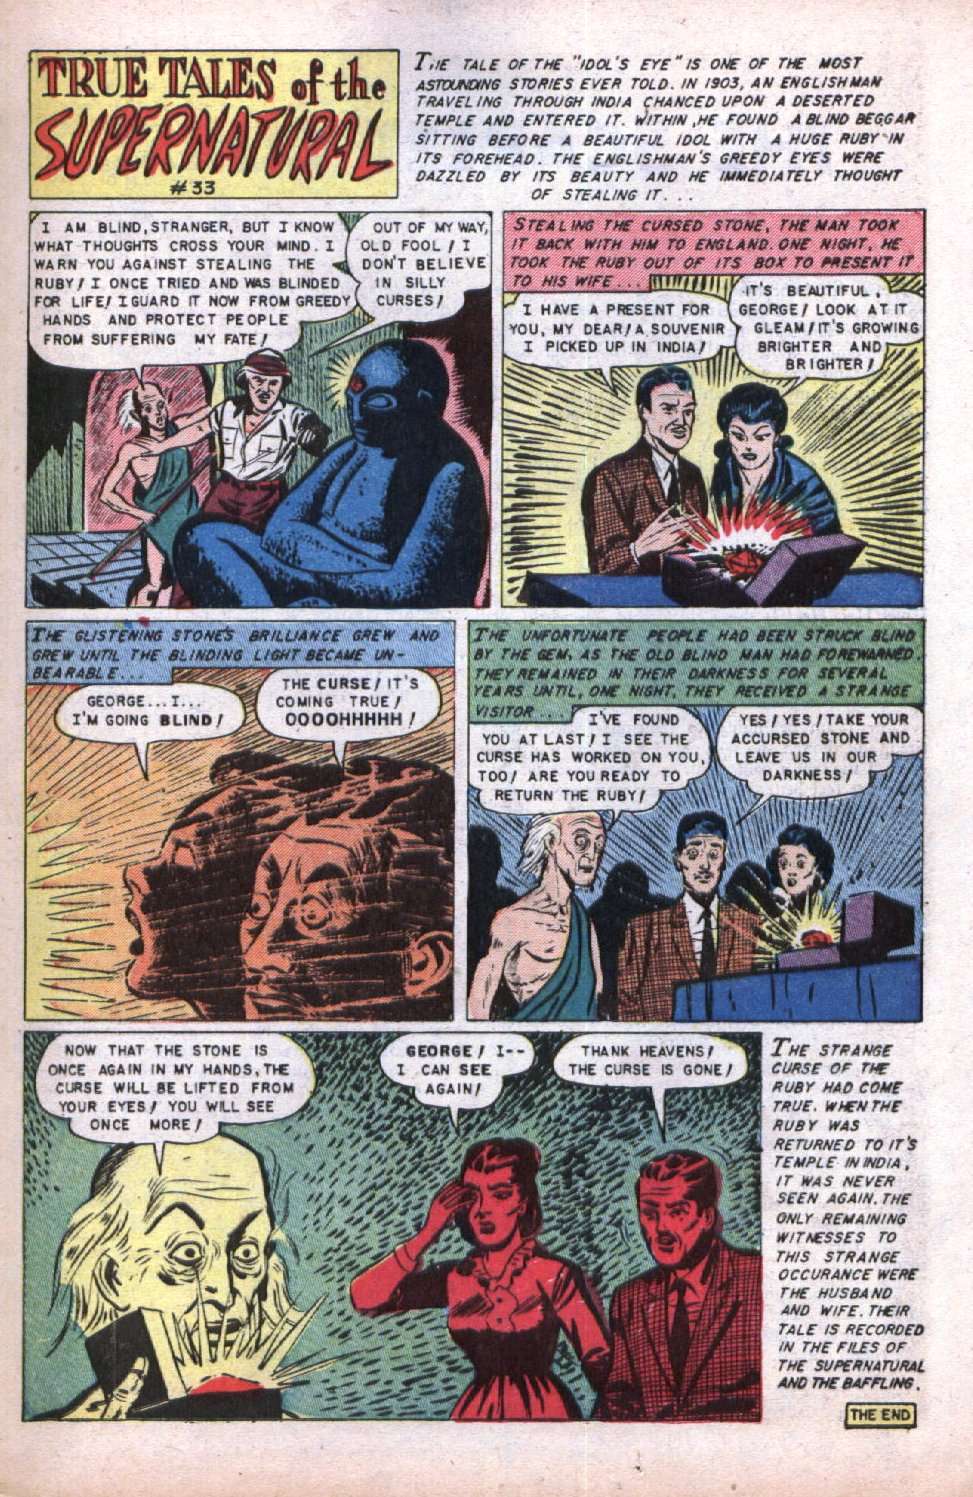 TRUE TALES of the
SUPERNATURAL
#33
THE TALE OF THE "IDOL'S EYE" IS ONE OF THE MOST
ASTOUNDING STORIES EVER TOLD. IN 1903, AN ENGLISHMAN
TRAVELING THROUGH INDIA CHANCED UPON A DESERTED
TEMPLE AND ENTERED IT. WITHIN, HE FOUND A BLIND BEGGAR
SITTING BEFORE A BEAUTIFUL IDOL WITH A HUGE RUBY IN
ITS FOREHEAD. THE ENGLISHMAN'S GREEDY EYES WERE
DAZZLED BY ITS BEAUTY AND HE IMMEDIATELY THOUGHT
OF STEALING IT...
I AM BLIND, STRANGER, BUT I KNOW
WHAT THOUGHTS CROSS YOUR MIND. I
WARN YOU AGAINST STEALING THE
RUBY! I ONCE TRIED AND WAS BLINDED
FOR LIFE! I GUARD IT NOW FROM GREEDY
HANDS AND PROTECT PEOPLE
FROM SUFFERING MY FATE!
OUT OF MY WAY,
OLD FOOL! I
DON'T BELIEVE
IN SILLY
CURSES!
STEALING THE CURSED STONE, THE MAN TOOK
IT BACK WITH HIM TO ENGLAND. ONE NIGHT, HE
TOOK THE RUBY OUT OF ITS BOX TO PRESENT IT
TO HIS WIFE...
I HAVE A PRESENT FOR
YOU, MY DEAR! A SOUVENIR
I PICKED UP IN INDIA!
IT'S BEAUTIFUL,
GEORGE! LOOK AT IT
GLEAM! IT'S GROWING
BRIGHTER AND
BRIGHTER!
THE GLISTENING STONE'S BRILLIANCE GREW AND
GREW UNTIL THE BLINDING LIGHT BECAME UN-
BEARABLE...
GEORGE...I...
I'M GOING BLIND!
THE CURSE! IT'S
COMING TRUE!
OOOOHHHHH!
THE UNFORTUNATE PEOPLE HAD BEEN STRUCK BLIND
BY THE GEM, AS THE OLD BLIND MAN HAD FOREWARNED.
THEY REMAINED IN THEIR DARKNESS FOR SEVERAL
YEARS UNTIL, ONE NIGHT, THEY RECEIVED A STRANGE
VISITOR...
I'VE FOUND
YOU AT LAST! I SEE THE
CURSE HAS WORKED ON YOU,
TOO! ARE YOU READY TO
RETURN THE RUBY!
YES! YES! TAKE YOUR
ACCURSED STONE AND
LEAVE US IN OUR
DARKNESS!
NOW THAT THE STONE IS
ONCE AGAIN IN MY HANDS, THE
CURSE WILL BE LIFTED FROM
YOUR EYES! YOU WILL SEE
ONCE MORE!
GEORGE! I--
I CAN SEE
AGAIN!
THANK HEAVENS!
THE CURSE IS GONE!
THE STRANGE
CURSE OF THE
RUBY HAD COME
TRUE. WHEN THE
RUBY WAS
RETURNED TO IT'S
TEMPLE IN INDIA,
IT WAS NEVER
SEEN AGAIN. THE
ONLY REMAINING
WITNESSES TO
THIS STRANGE
OCCURANCE WERE
THE HUSBAND
AND WIFE. THEIR
TALE IS RECORDED
IN THE FILES OF
THE SUPERNATURAL
AND THE BAFFLING.
THE END